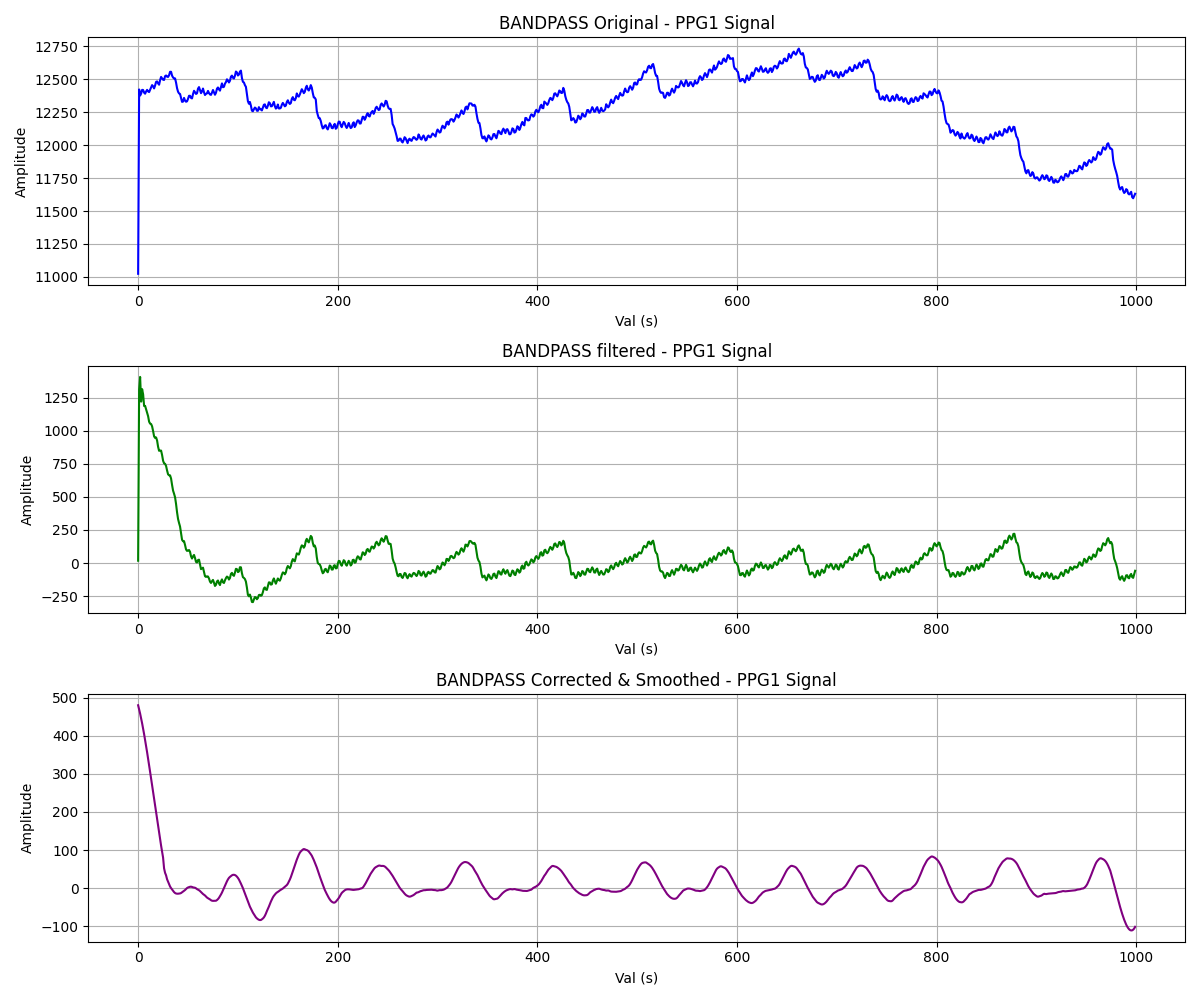 BANDPASS Original - PPG1 Signal
12750
12500
12250
12000
11750
11500
11250
11000
Amplitude
0 200 400 600 800 1000
Val (s)
BANDPASS filtered - PPG1 Signal
1250
1000
750
500
250
0
−250
Amplitude
0 200 400 600 800 1000
Val (s)
BANDPASS Corrected & Smoothed - PPG1 Signal
500
400
300
200
100
0
−100
Amplitude
0 200 400 600 800 1000
Val (s)